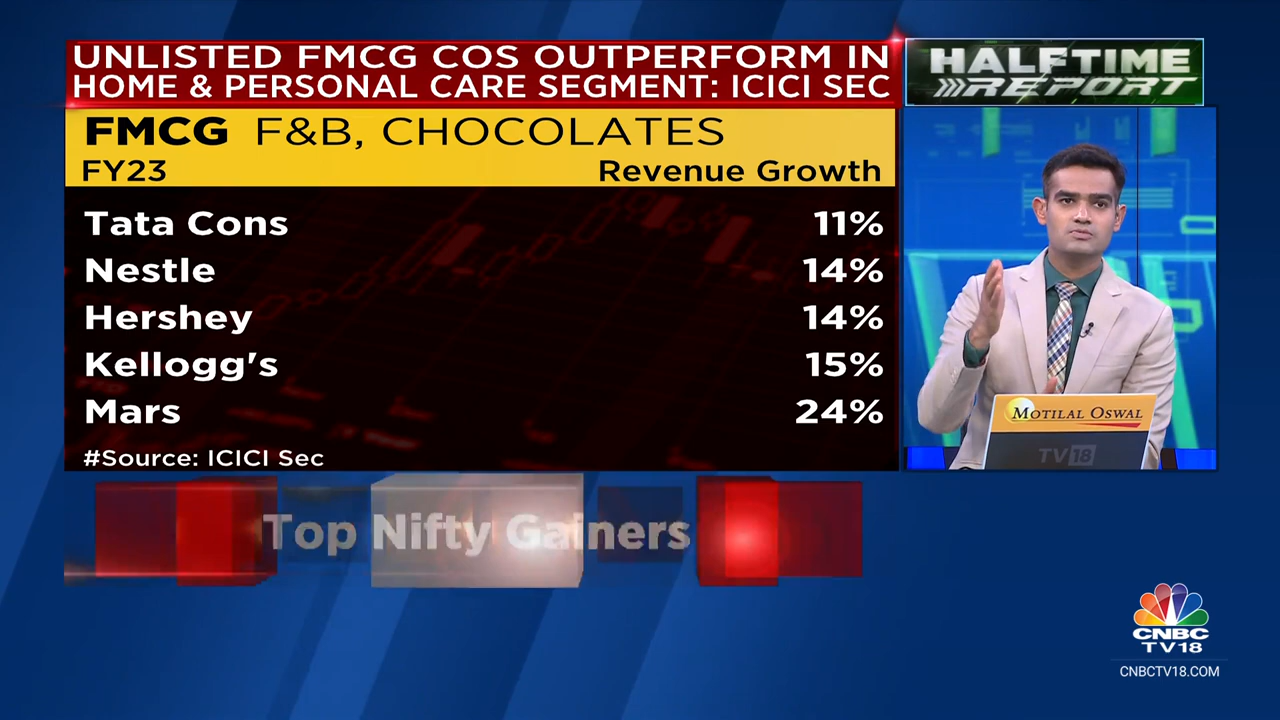 UNLISTED FMCG COS OUTPERFORM IN
HOME & PERSONAL CARE SEGMENT: ICICI SEC
HALFTIME
REPORT
FMCG F&B, CHOCOLATES
FY23 Revenue Growth
Tata Cons 11%
Nestle 14%
Hershey 14%
Kellogg's 15%
Mars 24%
#Source: ICICI Sec
MOTILAL OSWAL
TV18
Top Nifty Gainers
CNBC
TV18
CNBCTV18.COM